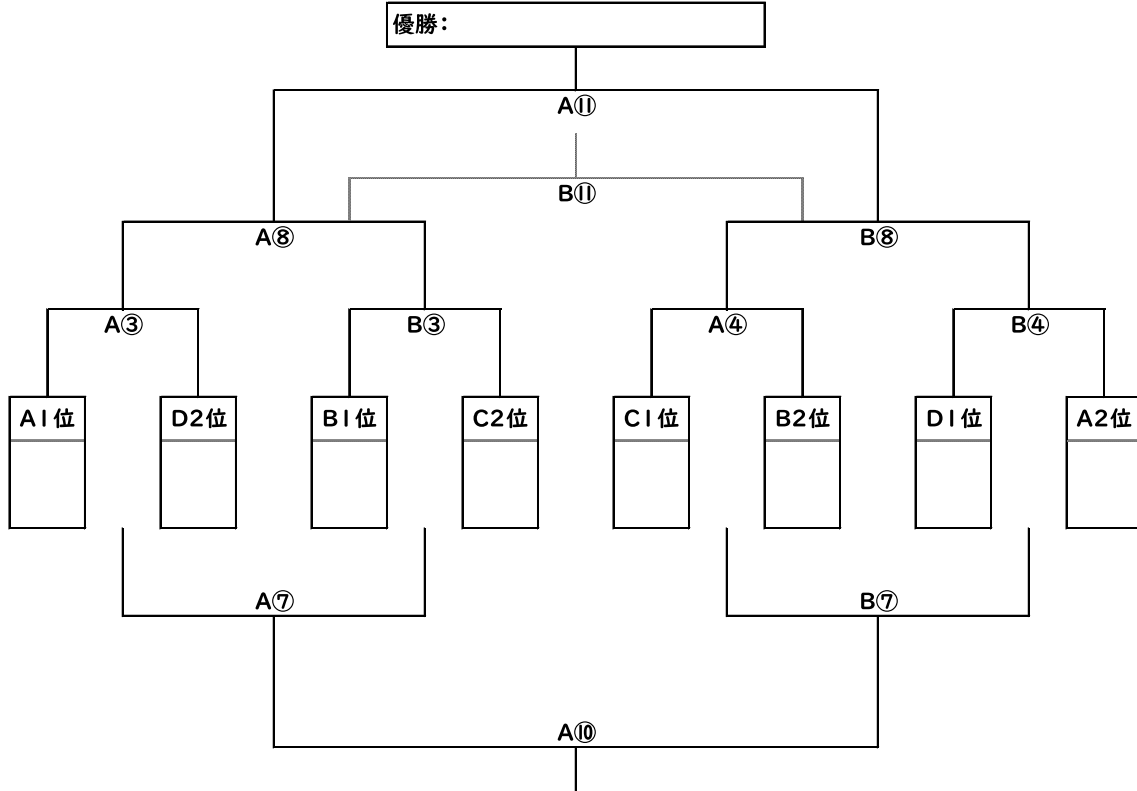 優勝：
A⑪
B⑪
A⑧ B⑧
A③ B③ A④ B④
A1位 D2位 B1位 C2位 C1位 B2位 D1位 A2位
A⑦ B⑦
A⑩